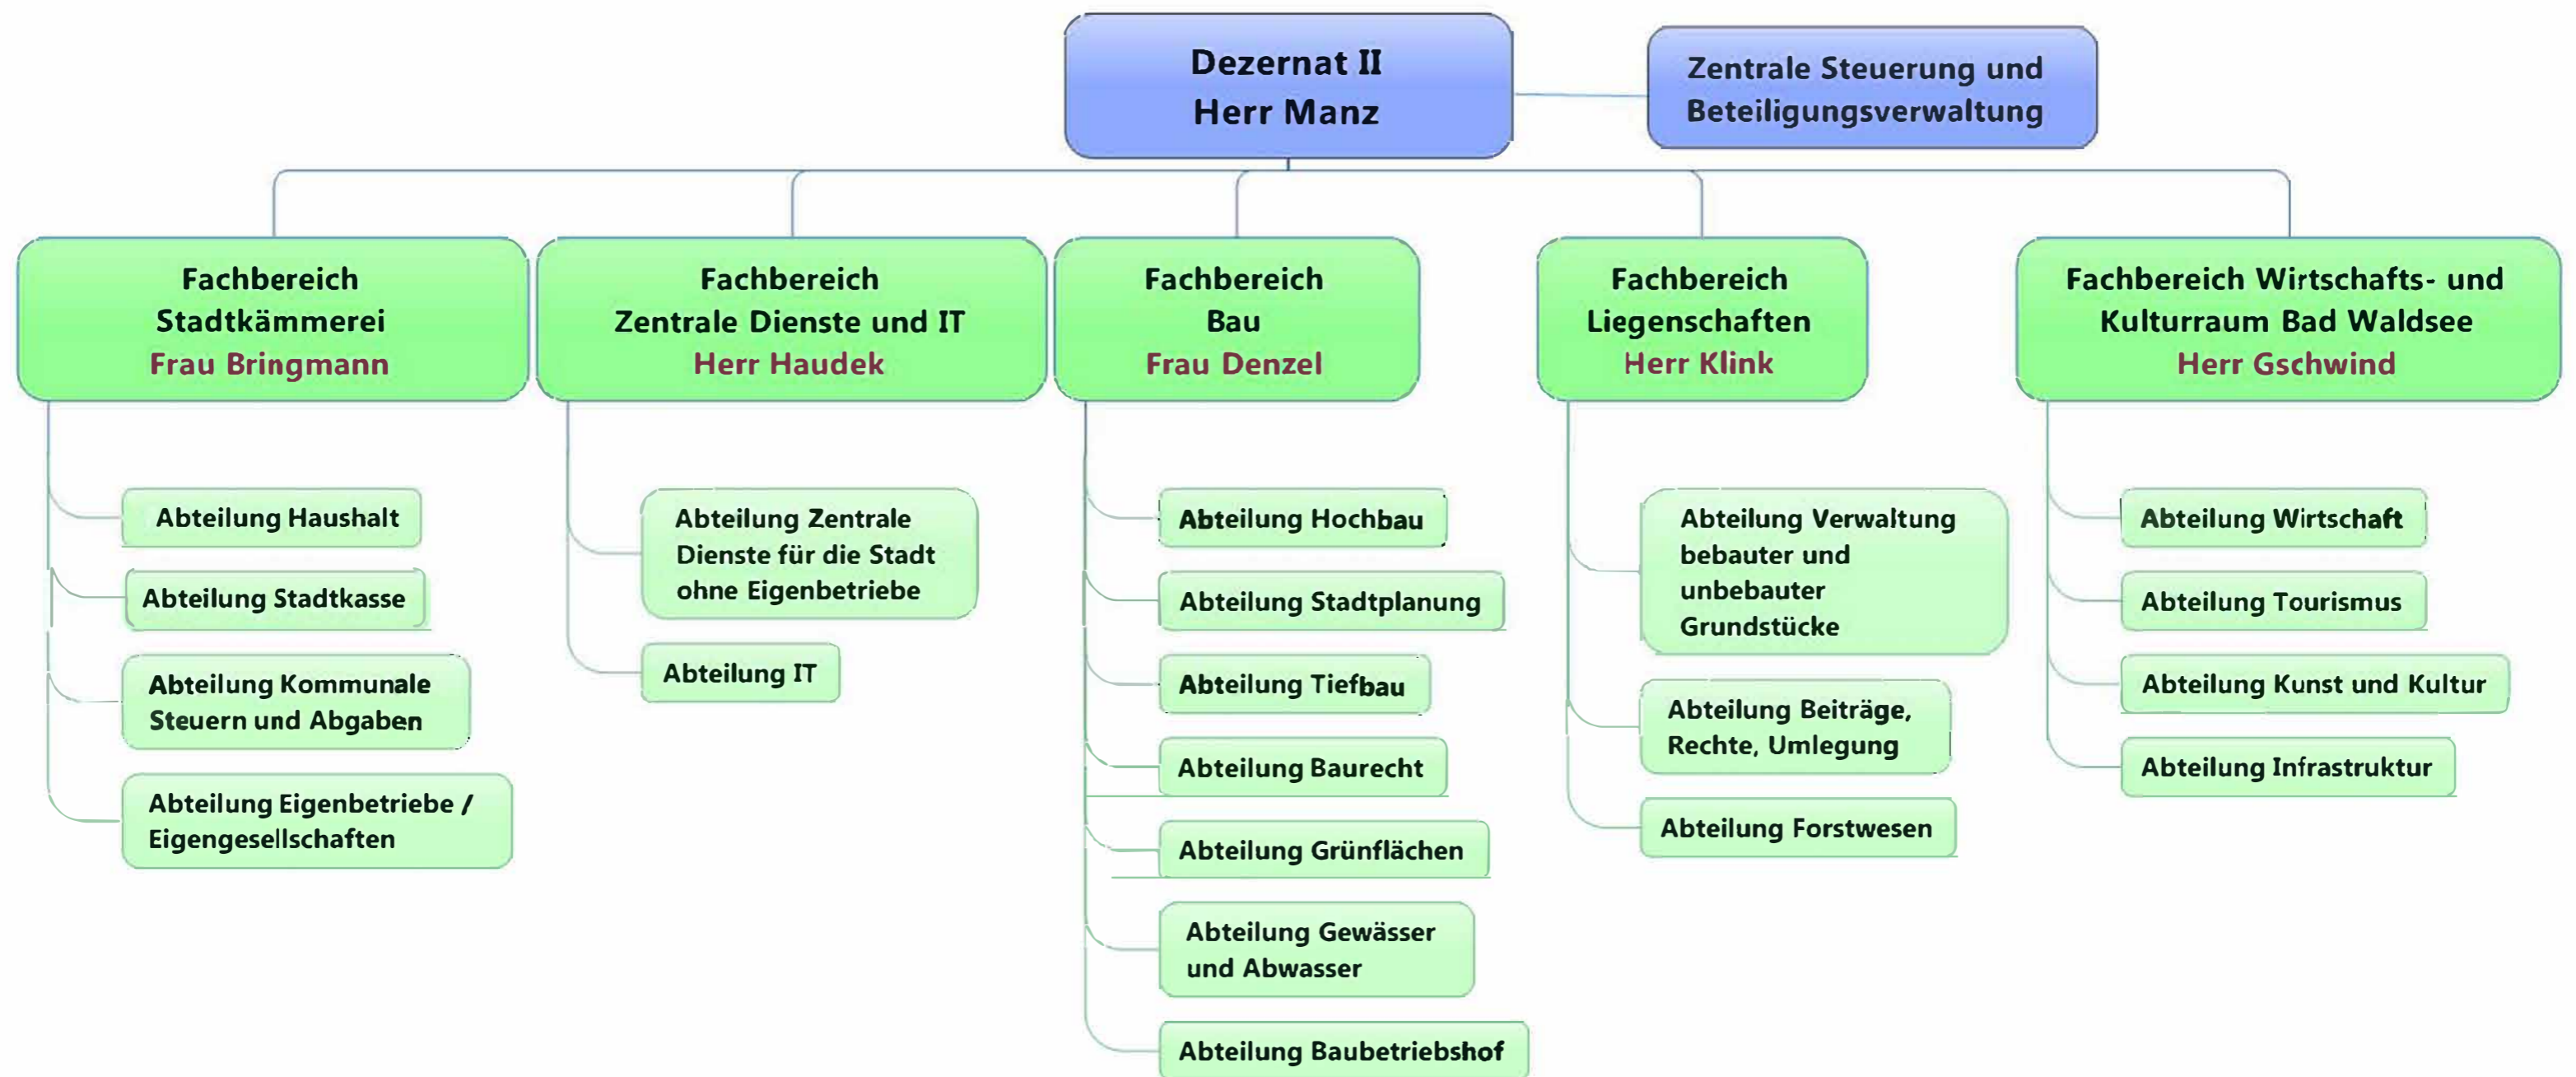 Dezernat II
Herr Manz
Zentrale Steuerung und
Beteiligungsverwaltung
Fachbereich
Stadtkämmerei
Frau Bringmann
Abteilung Haushalt
Abteilung Stadtkasse
Abteilung Kommunale
Steuern und Abgaben
Abteilung Eigenbetriebe /
Eigengesellschaften
Fachbereich
Zentrale Dienste und IT
Herr Haudek
Abteilung Zentrale
Dienste für die Stadt
ohne Eigenbetriebe
Abteilung IT
Fachbereich
Bau
Frau Denzel
Abteilung Hochbau
Abteilung Stadtplanung
Abteilung Tiefbau
Abteilung Baurecht
Abteilung Grünflächen
Abteilung Gewässer
und Abwasser
Abteilung Baubetriebshof
Fachbereich
Liegenschaften
Herr Klink
Abteilung Verwaltung
bebauter und
unbebauter
Grundstücke
Abteilung Beiträge,
Rechte, Umlegung
Abteilung Forstwesen
Fachbereich Wirtschafts- und
Kulturraum Bad Waldsee
Herr Gschwind
Abteilung Wirtschaft
Abteilung Tourismus
Abteilung Kunst und Kultur
Abteilung Infrastruktur